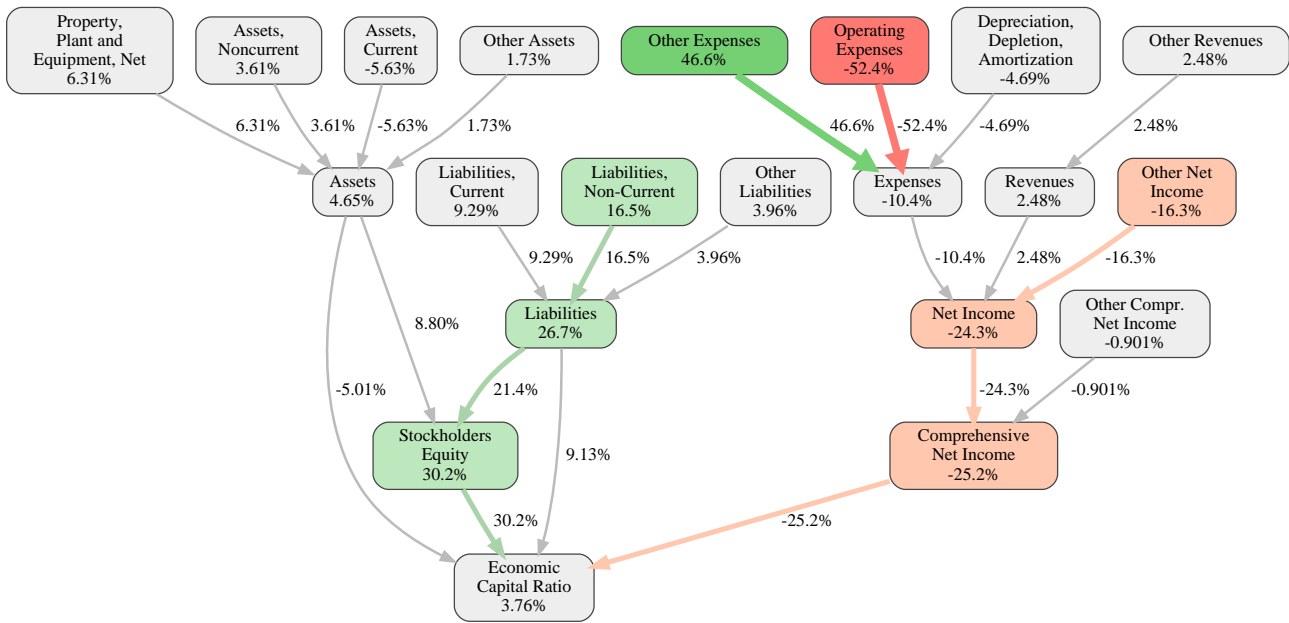 Property,
Plant and
Equipment, Net
6.31%
Assets,
Noncurrent
3.61%
Assets,
Current
-5.63%
Other Assets
1.73%
Other Expenses
46.6%
Operating
Expenses
-52.4%
Depreciation,
Depletion,
Amortization
-4.69%
Other Revenues
2.48%
6.31%
3.61%
-5.63%
1.73%
46.6%
-52.4%
-4.69%
2.48%
Assets
4.65%
Liabilities,
Current
9.29%
Liabilities,
Non-Current
16.5%
Other
Liabilities
3.96%
Expenses
-10.4%
Revenues
2.48%
Other Net
Income
-16.3%
9.29%
16.5%
3.96%
-10.4%
2.48%
-16.3%
8.80%
Liabilities
26.7%
Net Income
-24.3%
Other Compr.
Net Income
-0.901%
-5.01%
21.4%
-24.3%
-0.901%
Stockholders
Equity
30.2%
9.13%
Comprehensive
Net Income
-25.2%
30.2%
-25.2%
Economic
Capital Ratio
3.76%